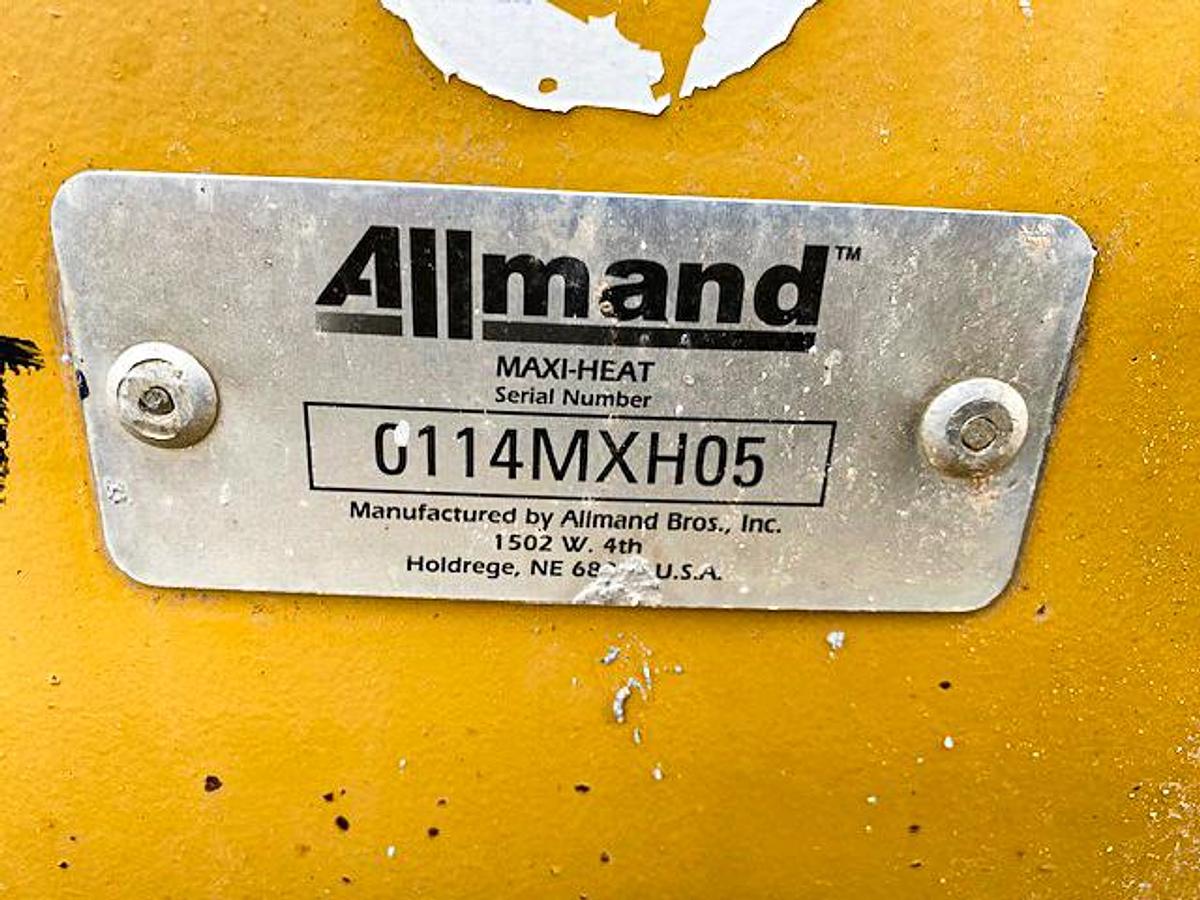 Allmand™
MAXI-HEAT
Serial Number
0114MXH05
Manufactured by Allmand Bros., Inc.
1502 W. 4th
Holdrege, NE U.S.A.